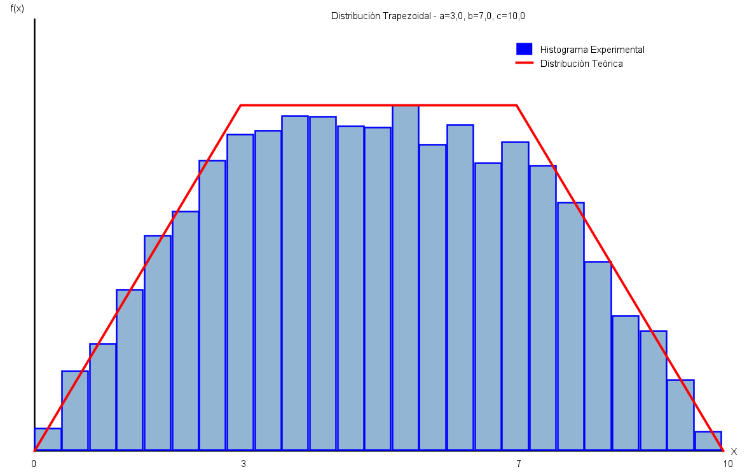 f(x)
Distribución Trapezoidal - a=3,0, b=7,0, c=10,0
Histograma Experimental
Distribución Teórica
X
0
3
7
10